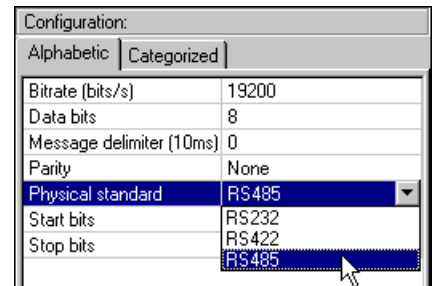 Configuration:
Alphabetic Categorized
Bitrate (bits/s) 19200
Data bits 8
Message delimiter (10ms) 0
Parity None
Physical standard RS485
Start bits RS232
Stop bits RS422
RS485